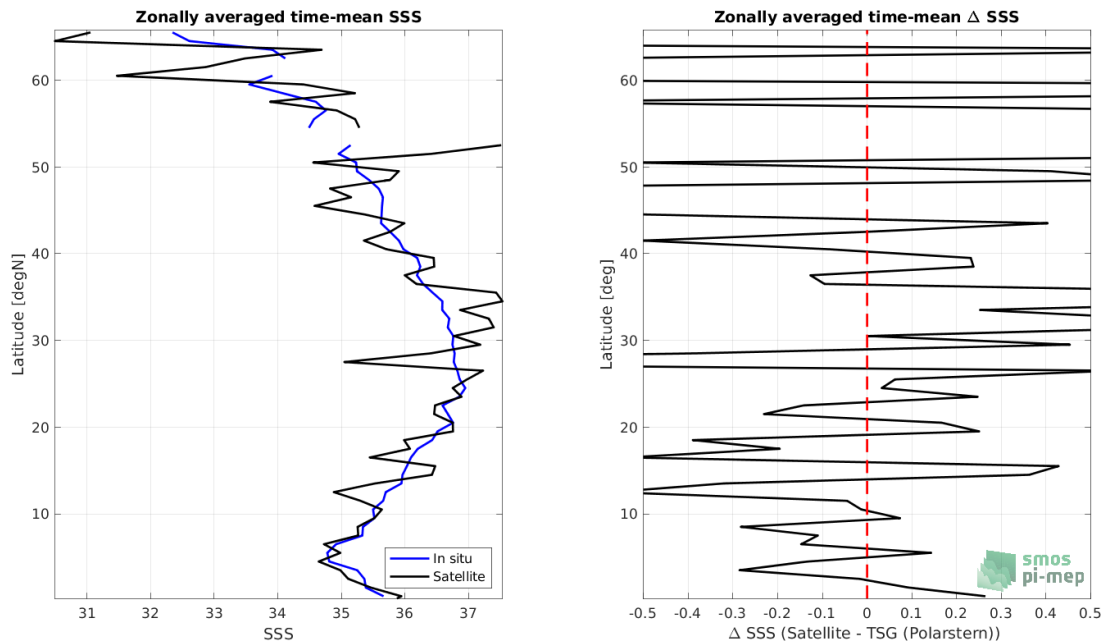 Zonally averaged time-mean SSS
Latitude [degN]
60
50
40
30
20
10
31 32 33 34 35 36 37
SSS
In situ
Satellite
Zonally averaged time-mean Δ SSS
Latitude [deg]
60
50
40
30
20
10
-0.5 -0.4 -0.3 -0.2 -0.1 0 0.1 0.2 0.3 0.4 0.5
Δ SSS (Satellite - TSG (Polarstern))
smos
pi-mep